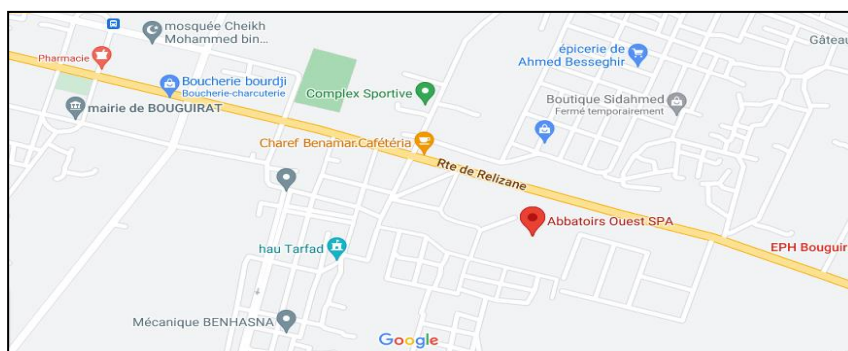 mosquée Cheikh
Mohammed bin...
Pharmacie
Boucherie bourdji
Boucherie-charcuterie
mairie de BOUGUIRAT
Complex Sportive
épicerie de
Ahmed Besseghir
Gâteau
Boutique Sidahmed
Fermé temporairement
Charef Benamar.Cafétéria
Rte de Relizane
Abbatoirs Ouest SPA
EPH Bouguir
hau Tarfad
Mécanique BENHASNA
Google